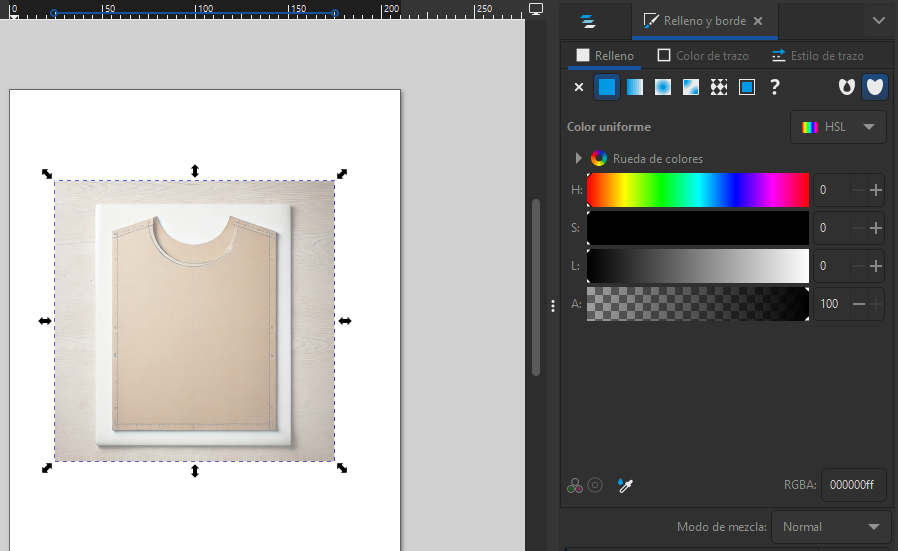 0 50 100 150 200 250
Relleno y borde
Relleno Color de trazo Estilo de trazo
?
Color uniforme HSL
Rueda de colores
H: 0
S: 0
L: 0
A: 100
RGBA: 000000ff
Modo de mezcla: Normal